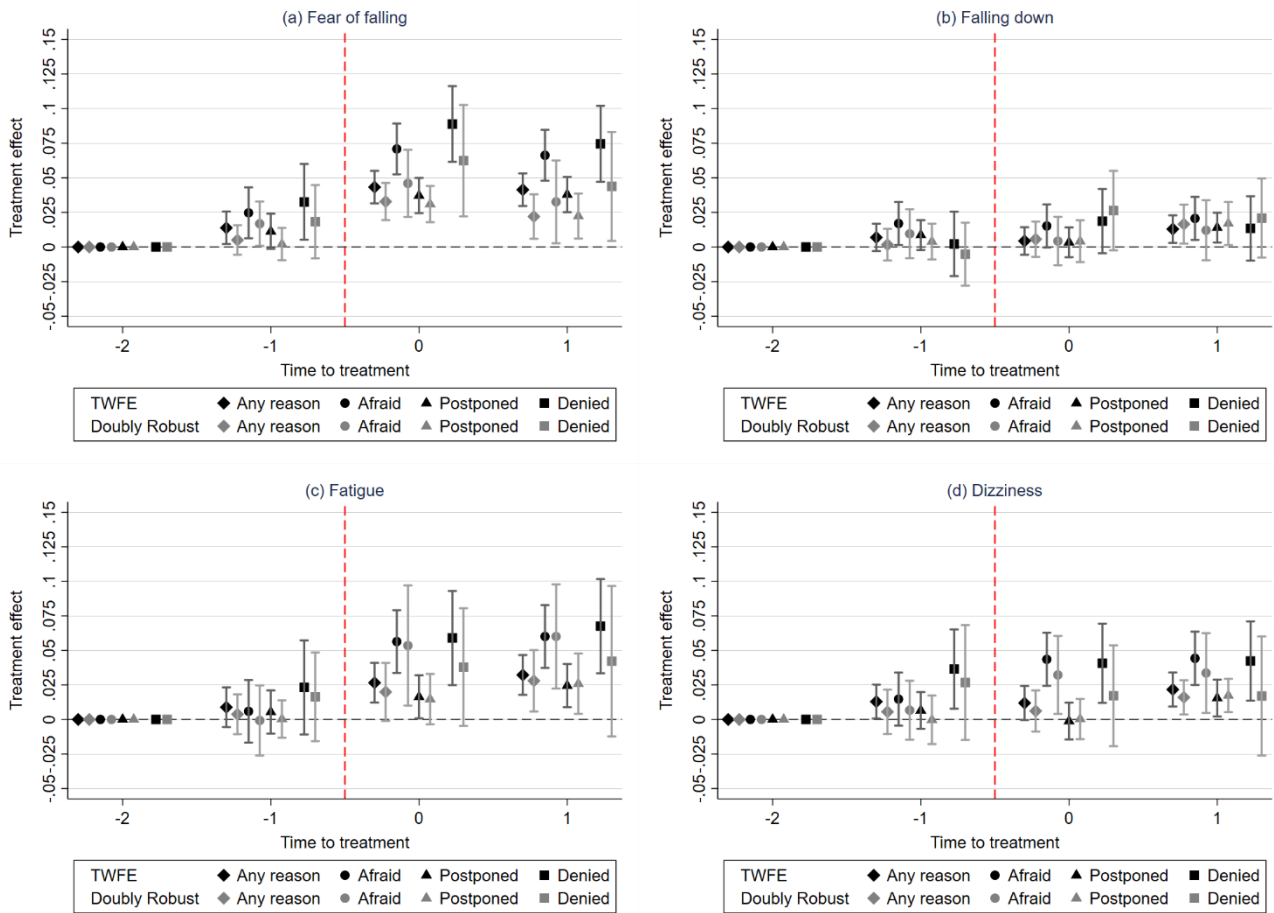 (a) Fear of falling
Treatment effect
.15
.125
.1
.075
.05
.025
0
-.025
-.05
-2 -1 0 1
Time to treatment
TWFE ◆ Any reason ● Afraid ▲ Postponed ■ Denied
Doubly Robust ◆ Any reason ● Afraid ▲ Postponed ■ Denied
(b) Falling down
Treatment effect
.15
.125
.1
.075
.05
.025
0
-.025
-.05
-2 -1 0 1
Time to treatment
TWFE ◆ Any reason ● Afraid ▲ Postponed ■ Denied
Doubly Robust ◆ Any reason ● Afraid ▲ Postponed ■ Denied
(c) Fatigue
Treatment effect
.15
.125
.1
.075
.05
.025
0
-.025
-.05
-2 -1 0 1
Time to treatment
TWFE ◆ Any reason ● Afraid ▲ Postponed ■ Denied
Doubly Robust ◆ Any reason ● Afraid ▲ Postponed ■ Denied
(d) Dizziness
Treatment effect
.15
.125
.1
.075
.05
.025
0
-.025
-.05
-2 -1 0 1
Time to treatment
TWFE ◆ Any reason ● Afraid ▲ Postponed ■ Denied
Doubly Robust ◆ Any reason ● Afraid ▲ Postponed ■ Denied